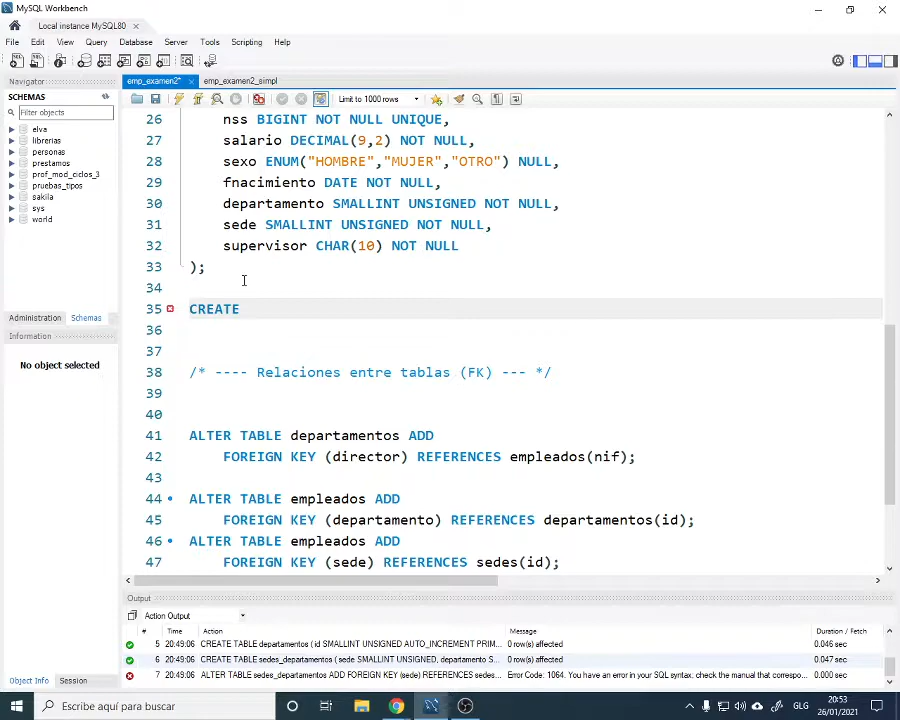 MySQL Workbench
Local instance MySQL80
File Edit View Query Database Server Tools Scripting Help
Navigator
SCHEMAS
Filter objects
elva
librerias
personas
prestamos
prof_mod_ciclos_3
pruebas_tipos
sakila
sys
world
Administration Schemas
Information
No object selected
Object Info Session
emp_examen2* emp_examen2_simpl
Limit to 1000 rows
26 nss BIGINT NOT NULL UNIQUE,
27 salario DECIMAL(9,2) NOT NULL,
28 sexo ENUM("HOMBRE","MUJER","OTRO") NULL,
29 fnacimiento DATE NOT NULL,
30 departamento SMALLINT UNSIGNED NOT NULL,
31 sede SMALLINT UNSIGNED NOT NULL,
32 supervisor CHAR(10) NOT NULL
33 );
34
35 CREATE
36
37
38 /* ---- Relaciones entre tablas (FK) --- */
39
40
41 ALTER TABLE departamentos ADD
42 FOREIGN KEY (director) REFERENCES empleados(nif);
43
44 ALTER TABLE empleados ADD
45 FOREIGN KEY (departamento) REFERENCES departamentos(id);
46 ALTER TABLE empleados ADD
47 FOREIGN KEY (sede) REFERENCES sedes(id);
Output
Action Output
# Time Action Message Duration / Fetch
5 20:49:06 CREATE TABLE departamentos ( id SMALLINT UNSIGNED AUTO_INCREMENT PRIM... 0 row(s) affected 0.046 sec
6 20:49:06 CREATE TABLE sedes_departamentos ( sede SMALLINT UNSIGNED, departamento S... 0 row(s) affected 0.047 sec
7 20:49:06 ALTER TABLE sedes_departamentos ADD FOREIGN KEY (sede) REFERENCES sedes(i... Error Code: 1064. You have an error in your SQL syntax; check the manual that correspo... 0.000 sec
Escribe aquí para buscar
GLG
20:53
26/01/2021